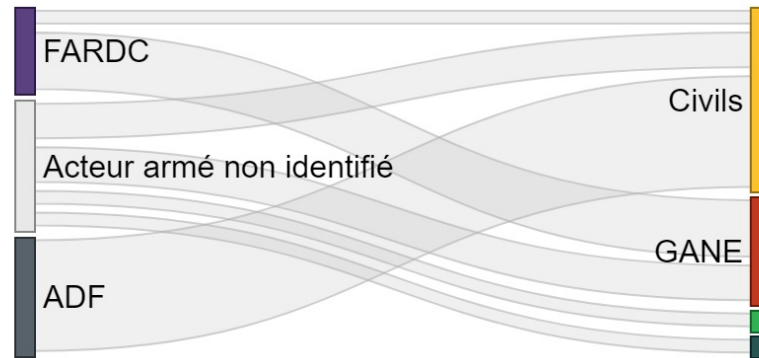 FARDC
Civils
Acteur armé non identifié
GANE
ADF